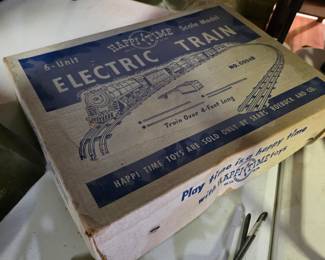 6-Unit HAPPI-TIME Scale Model
ELECTRIC TRAIN
Train Over 4-Feet Long
HAPPI TIME TOYS ARE SOLD ONLY BY SEARS ROEBUCK AND CO.
Play time is a happy time
with HAPPI TIME toys